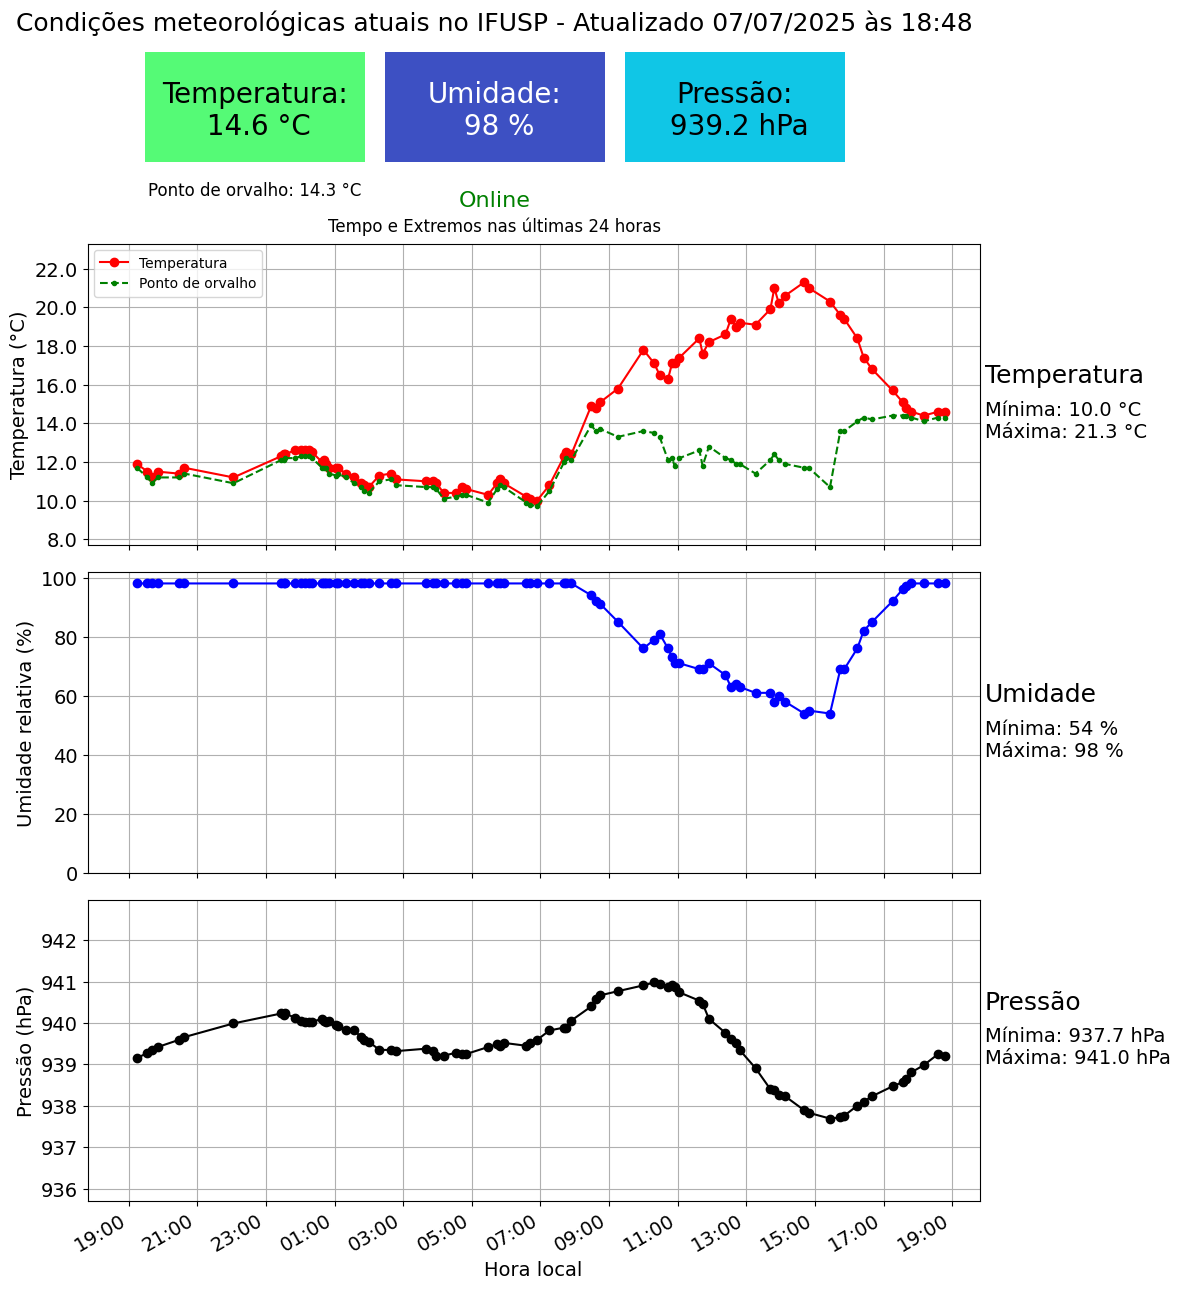 Condições meteorológicas atuais no IFUSP - Atualizado 07/07/2025 às 18:48
Temperatura:
14.6 °C
Umidade:
98 %
Pressão:
939.2 hPa
Ponto de orvalho: 14.3 °C
Online
Tempo e Extremos nas últimas 24 horas
Temperatura (°C)
22.0
20.0
18.0
16.0
14.0
12.0
10.0
8.0
Temperatura
Ponto de orvalho
Temperatura
Mínima: 10.0 °C
Máxima: 21.3 °C
Umidade relativa (%)
100
80
60
40
20
0
Umidade
Mínima: 54 %
Máxima: 98 %
Pressão (hPa)
942
941
940
939
938
937
936
Pressão
Mínima: 937.7 hPa
Máxima: 941.0 hPa
19:00
21:00
23:00
01:00
03:00
05:00
07:00
09:00
11:00
13:00
15:00
17:00
19:00
Hora local